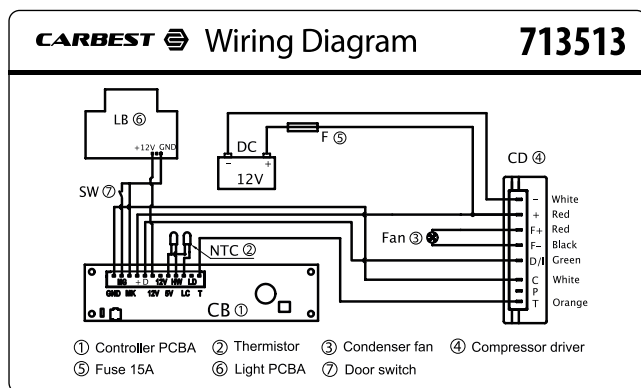 CARBEST Wiring Diagram 713513
LB ⑥
+12V GND
DC
F ⑤
- +
12V
CD ④
SW ⑦
- White
+ Red
F+ Red
F- Black
D/I Green
C White
P
T Orange
Fan ③
NTC ②
MG + D 12V HW LD
GND MK 12V 5V LC T
CB ①
① Controller PCBA ② Thermistor ③ Condenser fan ④ Compressor driver
⑤ Fuse 15A ⑥ Light PCBA ⑦ Door switch